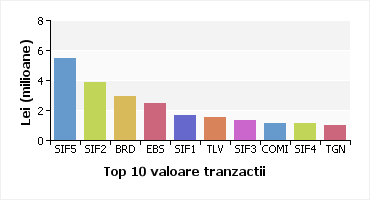 Lei (milioane)
8
6
4
2
0
SIF5 SIF2 BRD EBS SIF1 TLV SIF3 COMI SIF4 TGN
Top 10 valoare tranzactii